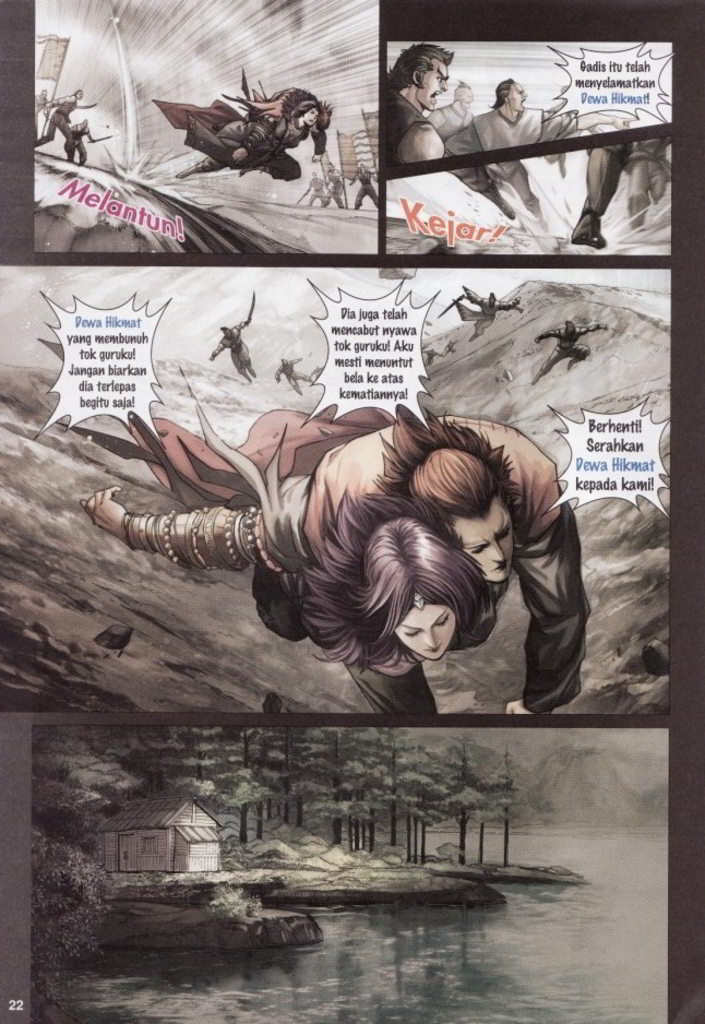 Melantun!
Gadis itu telah
menyelamatkan
Dewa Hikmat!
Kejar!
Dewa Hikmat
yang membunuh
tok guruku!
Jangan biarkan
dia terlepas
begitu saja!
Dia juga telah
mencabut nyawa
tok guruku! Aku
mesti menuntut
bela ke atas
kematiannya!
Berhenti!
Serahkan
Dewa Hikmat
kepada kami!
22